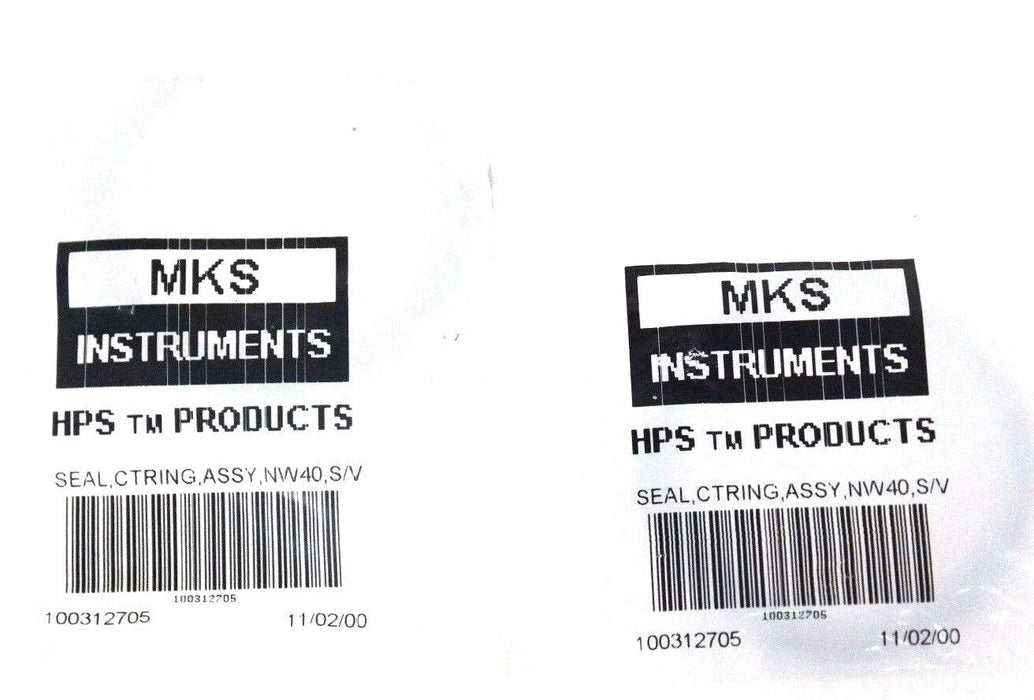 MKS
INSTRUMENTS
HPS TM PRODUCTS
SEAL,CTRING,ASSY,NW40,S/V
100312705
100312705 11/02/00
MKS
INSTRUMENTS
HPS TM PRODUCTS
SEAL,CTRING,ASSY,NW40,S/V
100312705
100312705 11/02/00